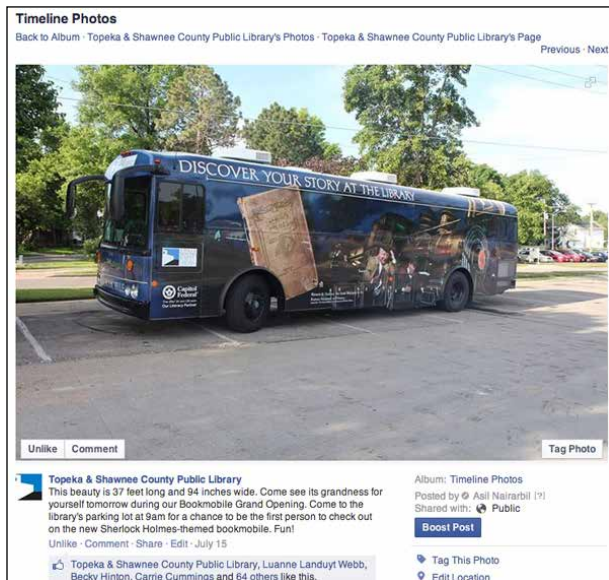 Timeline Photos
Back to Album · Topeka & Shawnee County Public Library's Photos · Topeka & Shawnee County Public Library's Page
Previous · Next
DISCOVER YOUR STORY AT THE LIBRARY
Capitol
Federal
Our Literacy Partner
Unlike Comment
Tag Photo
Topeka & Shawnee County Public Library
This beauty is 37 feet long and 94 inches wide. Come see its grandness for
yourself tomorrow during our Bookmobile Grand Opening. Come to the
library's parking lot at 9am for a chance to be the first person to check out
on the new Sherlock Holmes-themed bookmobile. Fun!
Unlike · Comment · Share · Edit · July 15
Topeka & Shawnee County Public Library, Luanne Landuyt Webb,
Becky Hinton, Carrie Cummings and 64 others like this.
Album: Timeline Photos
Posted by Asil Nairarbil [?]
Shared with: Public
Boost Post
Tag This Photo
Edit Location